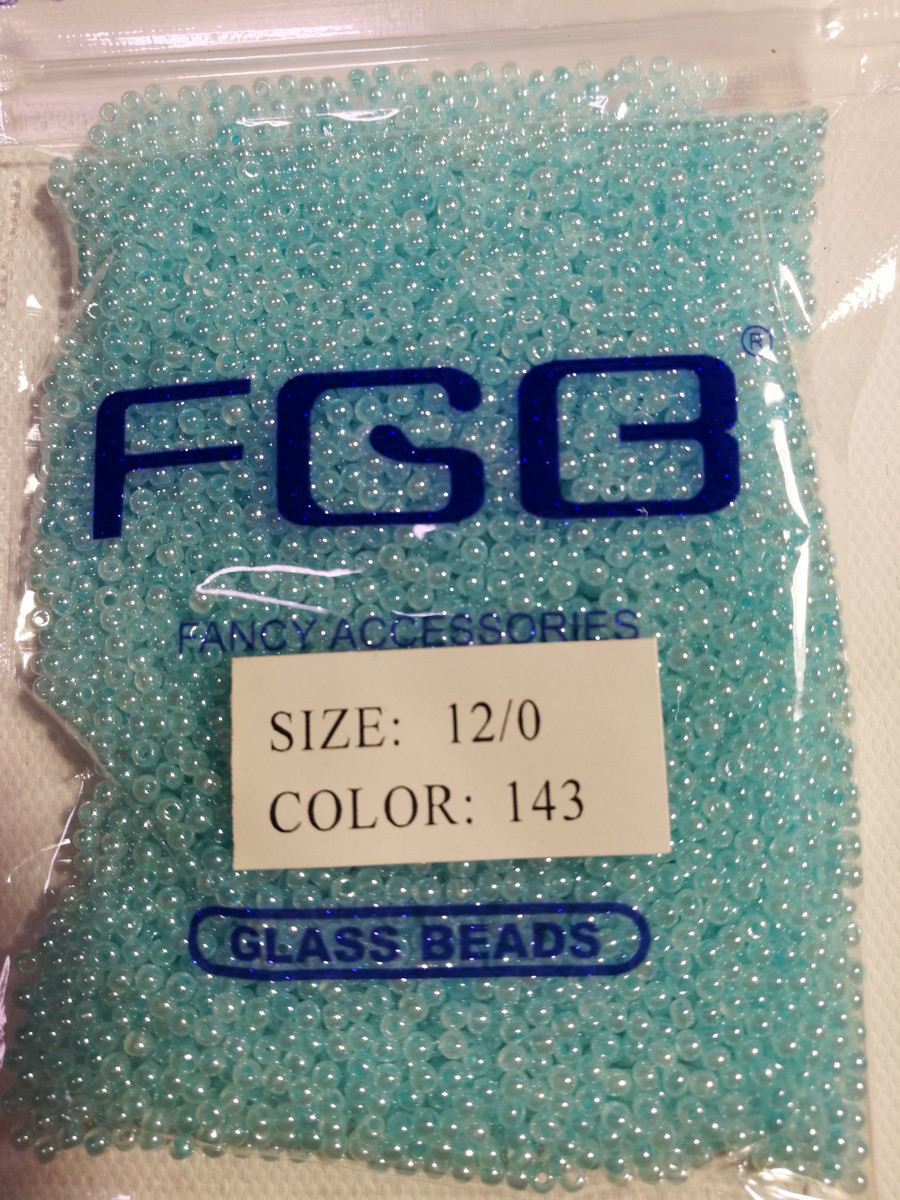 FGB
®
FANCY ACCESSORIES
SIZE: 12/0
COLOR: 143
GLASS BEADS